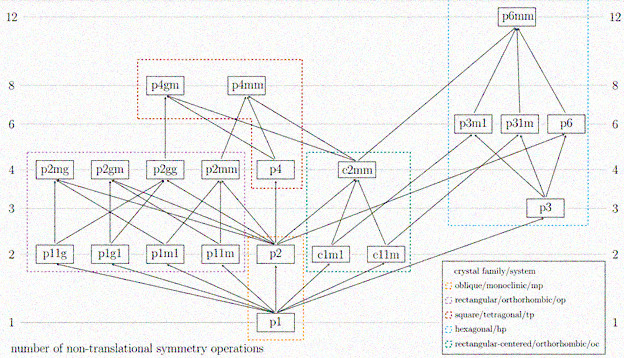 12 p6mm 12
8 p4gm p4mm 8
6 p3m1 p31m p6 6
4 p2mg p2gm p2gg p2mm p4 c2mm 4
3 p3 3
2 p11g p1g1 p1m1 p11m p2 c1m1 c11m 2
crystal family/system
oblique/monoclinic/mp
rectangular/orthorhombic/op
square/tetragonal/tp
hexagonal/hp
rectangular-centered/orthorhombic/oc
1 p1 1
number of non-translational symmetry operations